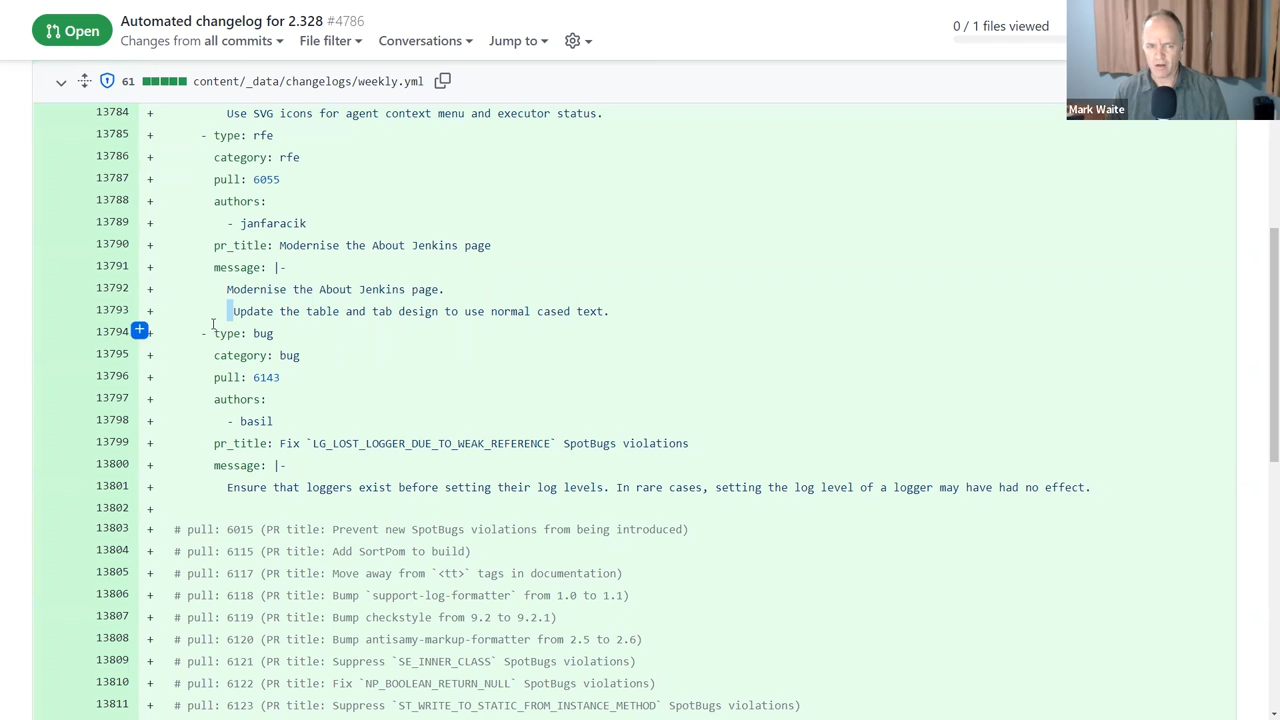 Open
Automated changelog for 2.328 #4786
Changes from all commits
File filter
Conversations
Jump to
0 / 1 files viewed
Mark Waite
61 content/_data/changelogs/weekly.yml
13784 + Use SVG icons for agent context menu and executor status.
13785 + - type: rfe
13786 + category: rfe
13787 + pull: 6055
13788 + authors:
13789 + - janfaracik
13790 + pr_title: Modernise the About Jenkins page
13791 + message: |-
13792 + Modernise the About Jenkins page.
13793 + Update the table and tab design to use normal cased text.
13794 + - type: bug
13795 + category: bug
13796 + pull: 6143
13797 + authors:
13798 + - basil
13799 + pr_title: Fix `LG_LOST_LOGGER_DUE_TO_WEAK_REFERENCE` SpotBugs violations
13800 + message: |-
13801 + Ensure that loggers exist before setting their log levels. In rare cases, setting the log level of a logger may have had no effect.
13802 +
13803 + # pull: 6015 (PR title: Prevent new SpotBugs violations from being introduced)
13804 + # pull: 6115 (PR title: Add SortPom to build)
13805 + # pull: 6117 (PR title: Move away from `<tt>` tags in documentation)
13806 + # pull: 6118 (PR title: Bump `support-log-formatter` from 1.0 to 1.1)
13807 + # pull: 6119 (PR title: Bump checkstyle from 9.2 to 9.2.1)
13808 + # pull: 6120 (PR title: Bump antisamy-markup-formatter from 2.5 to 2.6)
13809 + # pull: 6121 (PR title: Suppress `SE_INNER_CLASS` SpotBugs violations)
13810 + # pull: 6122 (PR title: Fix `NP_BOOLEAN_RETURN_NULL` SpotBugs violations)
13811 + # pull: 6123 (PR title: Suppress `ST_WRITE_TO_STATIC_FROM_INSTANCE_METHOD` SpotBugs violations)